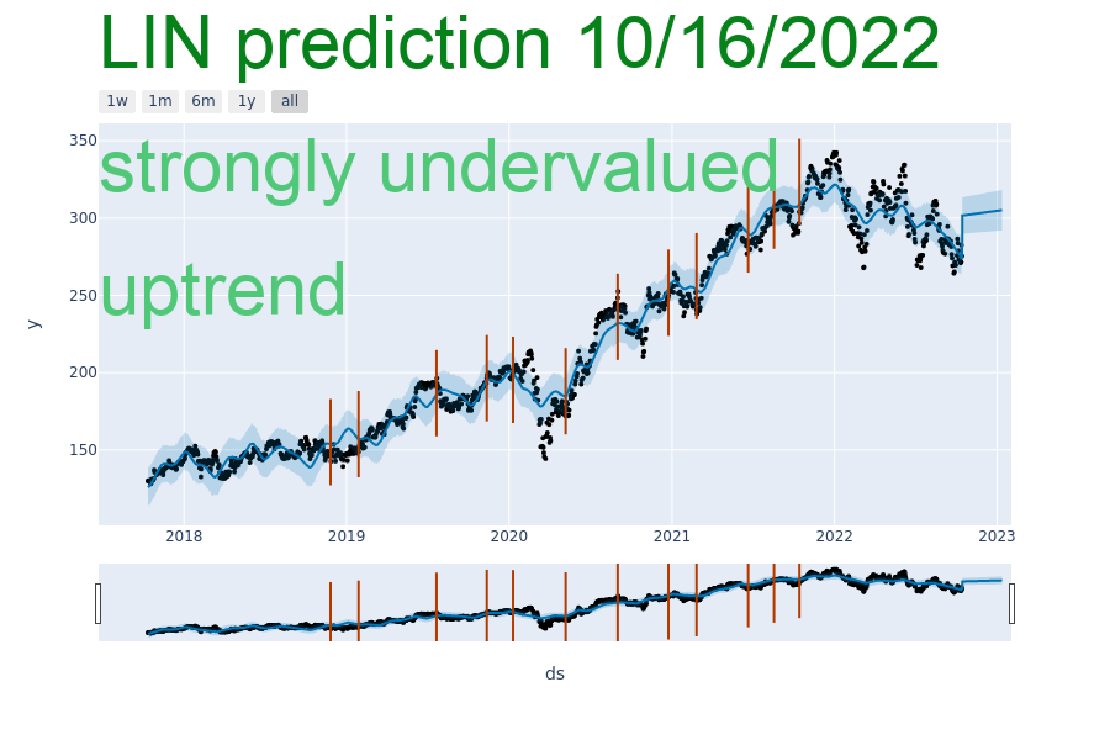 LIN prediction 10/16/2022
1w 1m 6m 1y all
350
strongly undervalued
300
uptrend
250
y
200
150
2018 2019 2020 2021 2022 2023
ds